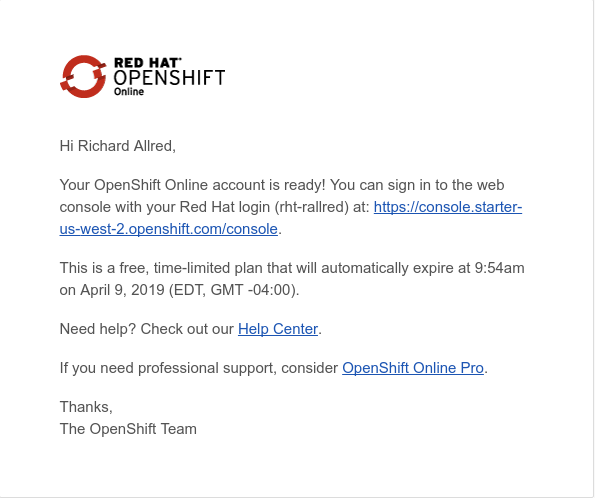 RED HAT®
OPENSHIFT
Online
Hi Richard Allred,
Your OpenShift Online account is ready! You can sign in to the web
console with your Red Hat login (rht-rallred) at: https://console.starter-
us-west-2.openshift.com/console.
This is a free, time-limited plan that will automatically expire at 9:54am
on April 9, 2019 (EDT, GMT -04:00).
Need help? Check out our Help Center.
If you need professional support, consider OpenShift Online Pro.
Thanks,
The OpenShift Team